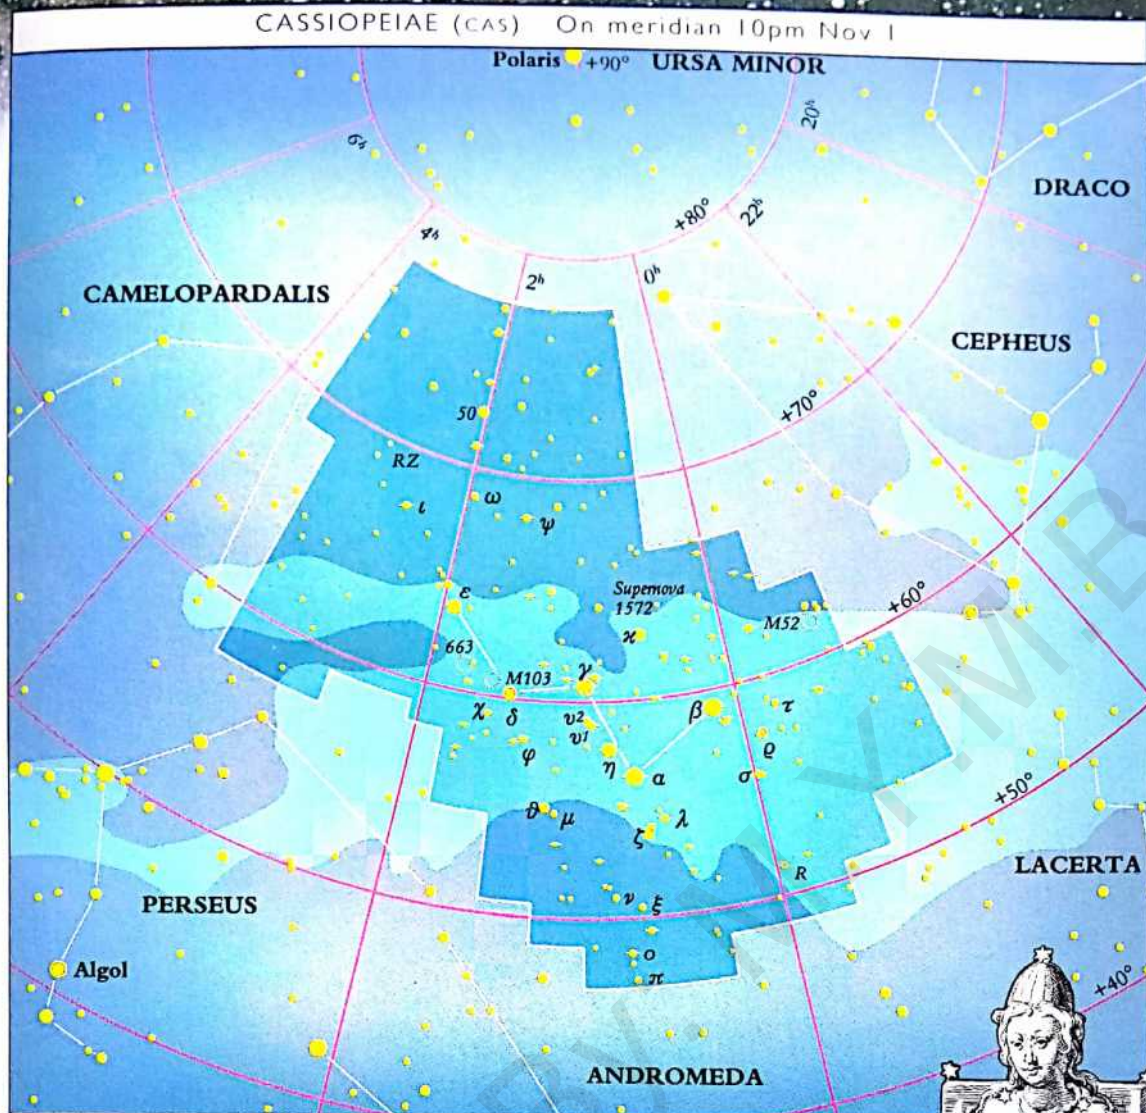 CASSIOPEIAE (CAS) On meridian 10pm Nov 1
Polaris +90° URSA MINOR
20h
6h
DRACO
+80°
22h
4h
2h
0h
CAMELOPARDALIS
CEPHEUS
+70°
50
RZ
ι
ω
ψ
ε
Supernova
1572
+60°
κ
M52
663
M103
γ
χ
δ
υ2
υ1
β
τ
φ
η
α
ϱ
σ
+50°
ϑ
μ
λ
ζ
R
LACERTA
PERSEUS
ν
ξ
ο
π
Algol
+40°
ANDROMEDA
BY. MYYMB